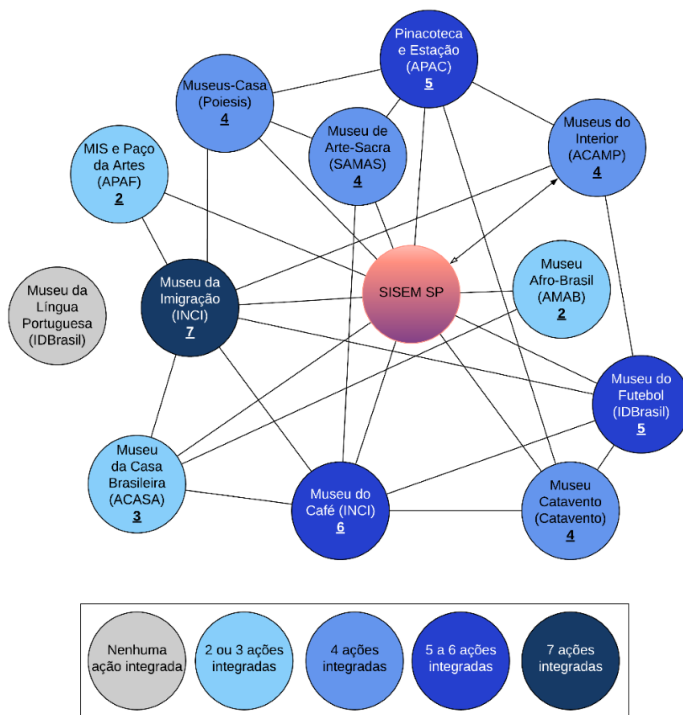 Pinacoteca
e Estação
(APAC)
5
Museus-Casa
(Poiesis)
4
Museu de
Arte-Sacra
(SAMAS)
4
Museus do
Interior
(ACAMP)
4
MIS e Paço
da Artes
(APAF)
2
Museu da
Língua
Portuguesa
(IDBrasil)
Museu da
Imigração
(INCI)
7
SISEM SP
Museu
Afro-Brasil
(AMAB)
2
Museu do
Futebol
(IDBrasil)
5
Museu
da Casa
Brasileira
(ACASA)
3
Museu do
Café (INCI)
6
Museu
Catavento
(Catavento)
4
Nenhuma
ação integrada
2 ou 3 ações
integradas
4 ações
integradas
5 a 6 ações
integradas
7 ações
integradas